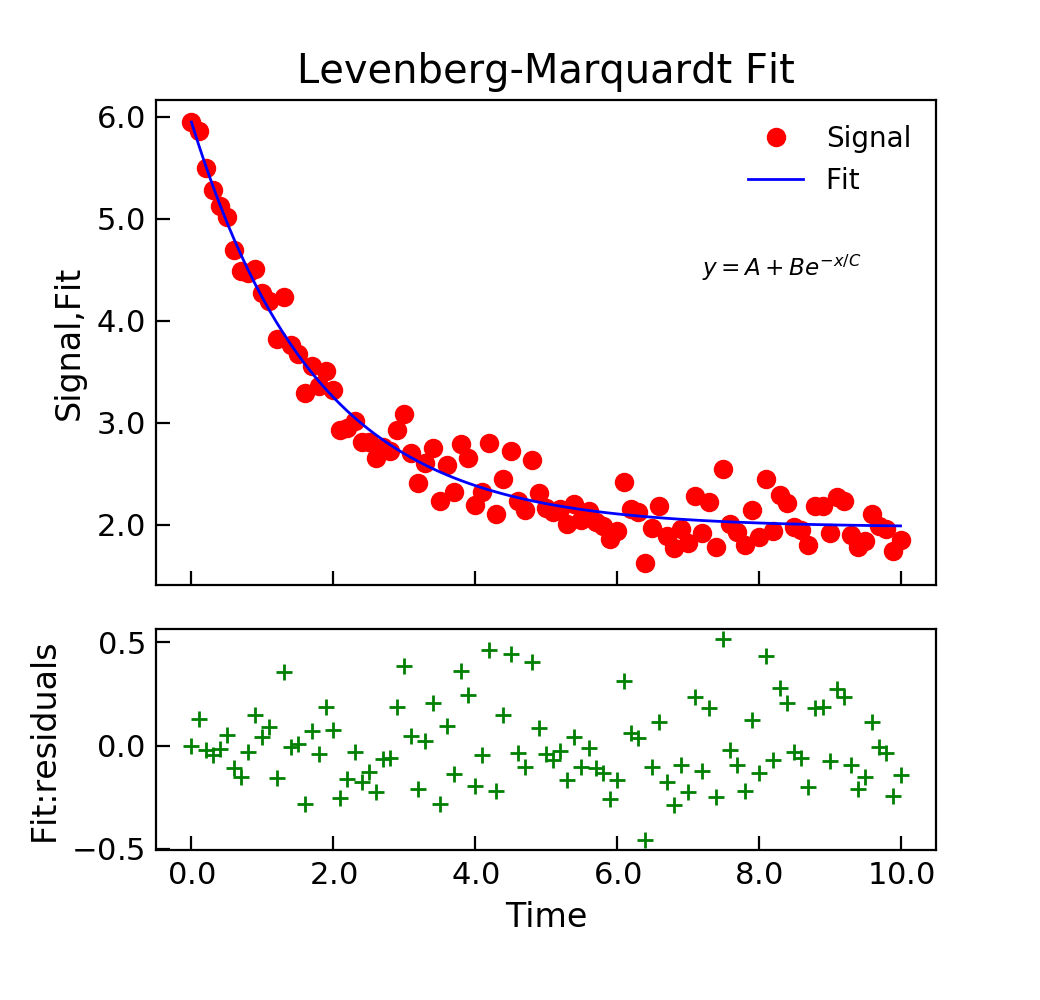 Levenberg-Marquardt Fit
6.0
5.0
4.0
3.0
2.0
Signal,Fit
Signal
Fit
y = A + Be^{-x/C}
0.5
0.0
−0.5
Fit:residuals
0.0 2.0 4.0 6.0 8.0 10.0
Time